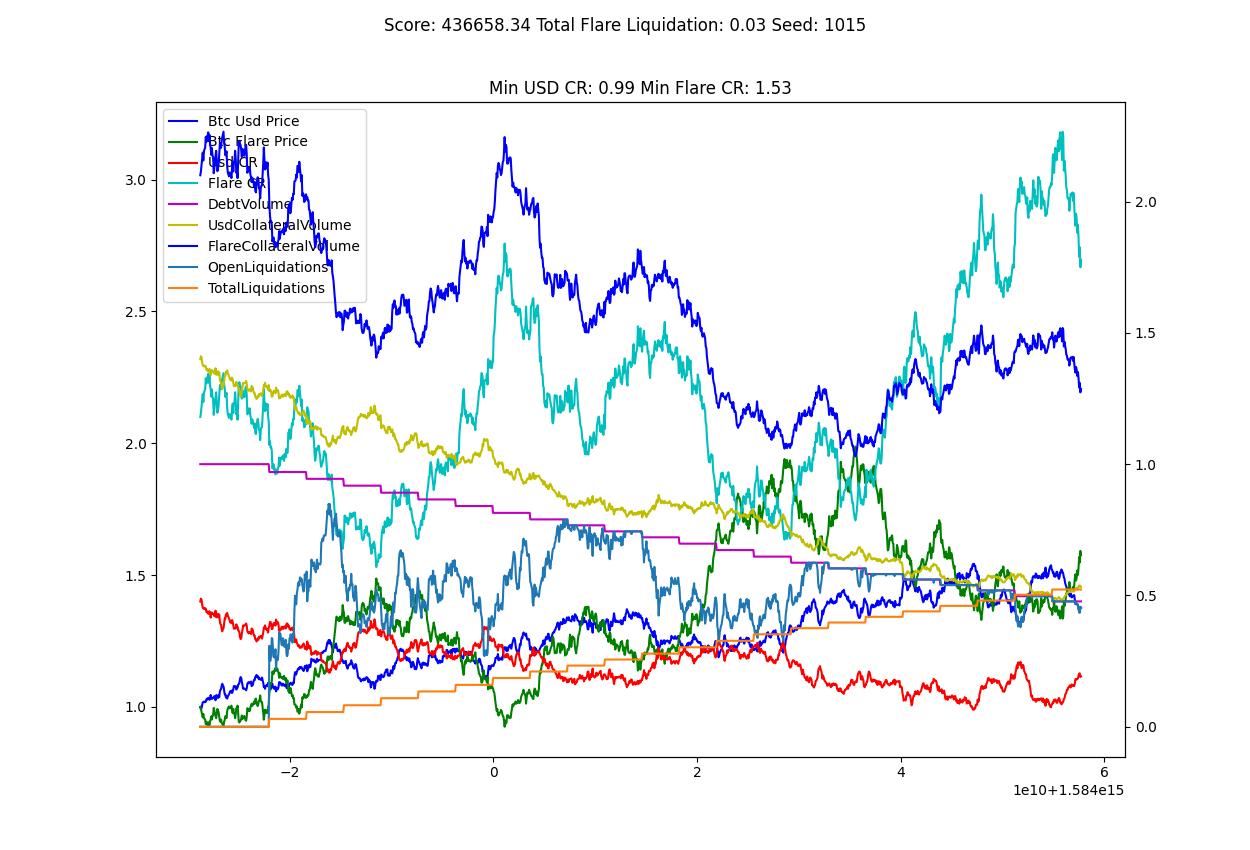 Score: 436658.34 Total Flare Liquidation: 0.03 Seed: 1015
Min USD CR: 0.99 Min Flare CR: 1.53
Btc Usd Price
Btc Flare Price
Usd CR
Flare CR
DebtVolume
UsdCollateralVolume
FlareCollateralVolume
OpenLiquidations
TotalLiquidations
3.0
2.5
2.0
1.5
1.0
2.0
1.5
1.0
0.5
0.0
−2
0
2
4
6
1e10+1.584e15